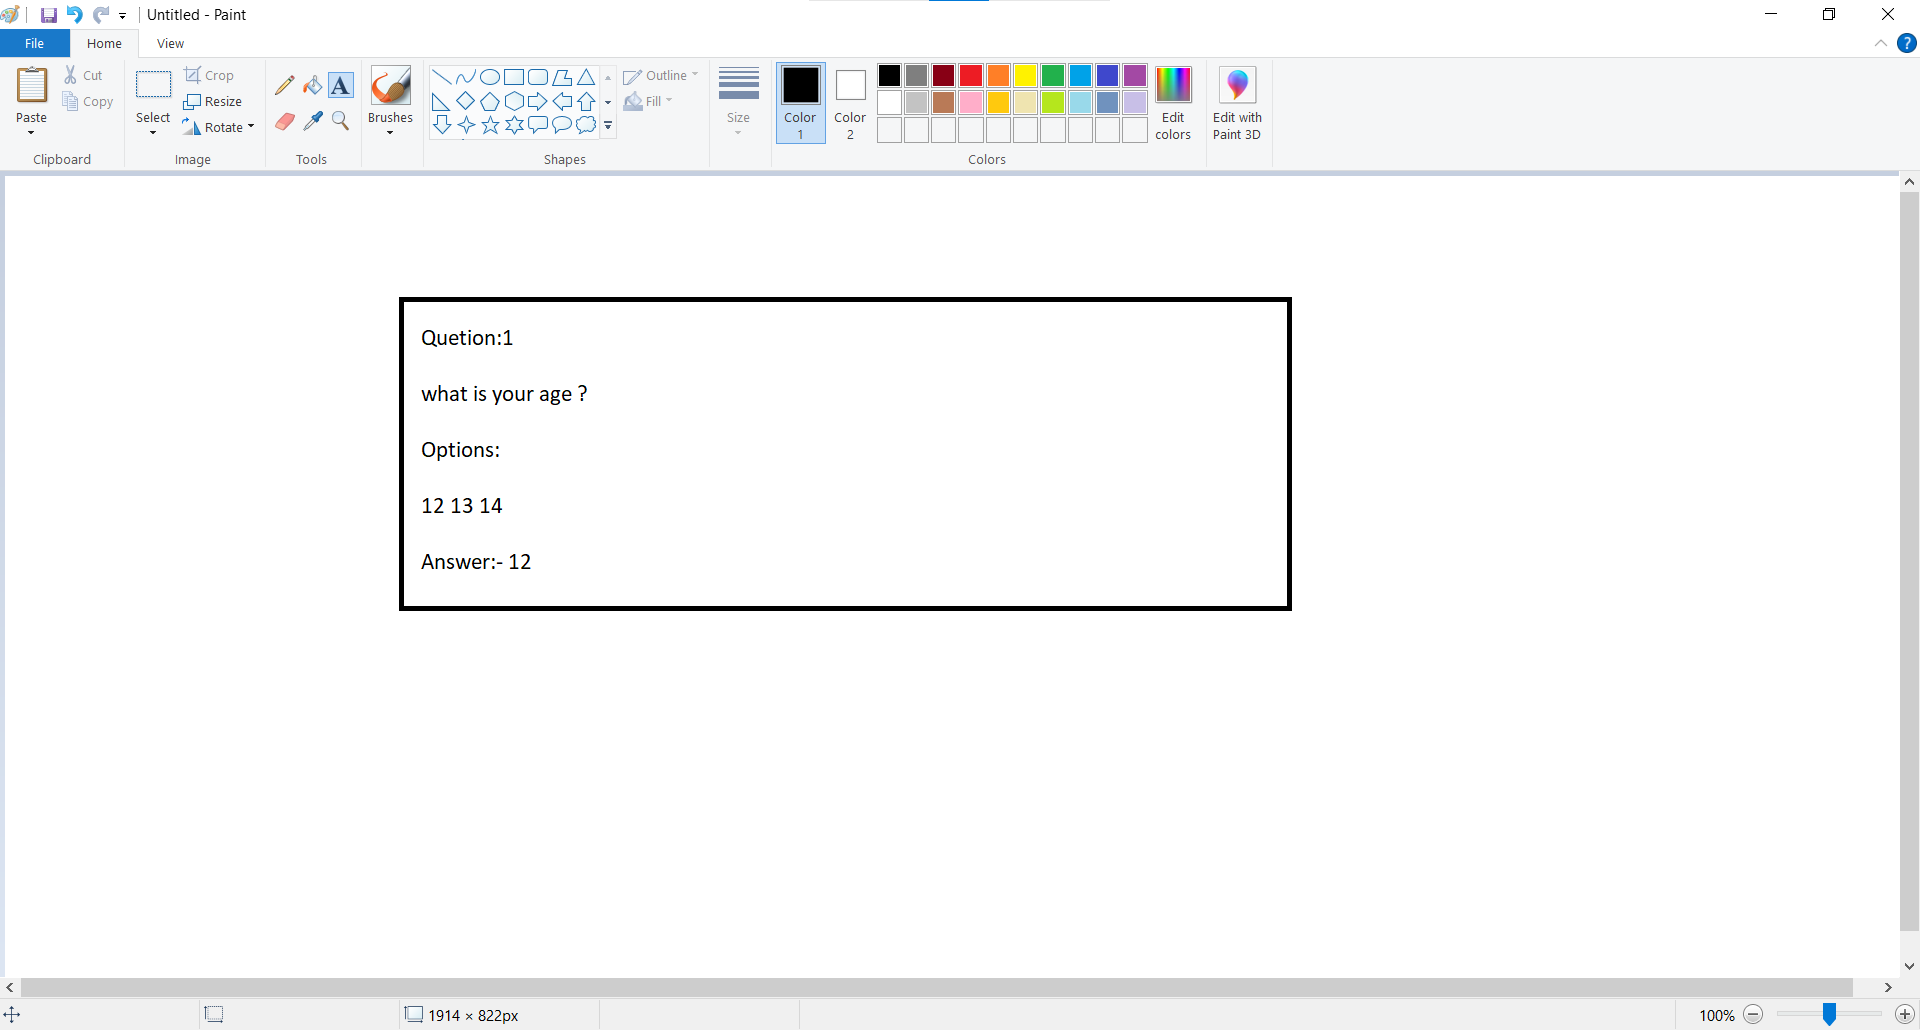 Untitled - Paint
File Home View
Paste Cut Copy Clipboard
Select Crop Resize Rotate Image
Tools
Brushes
Shapes Outline Fill
Size
Color 1 Color 2 Edit colors Colors
Edit with Paint 3D
Quetion:1
what is your age ?
Options:
12 13 14
Answer:- 12
1914 × 822px
100%